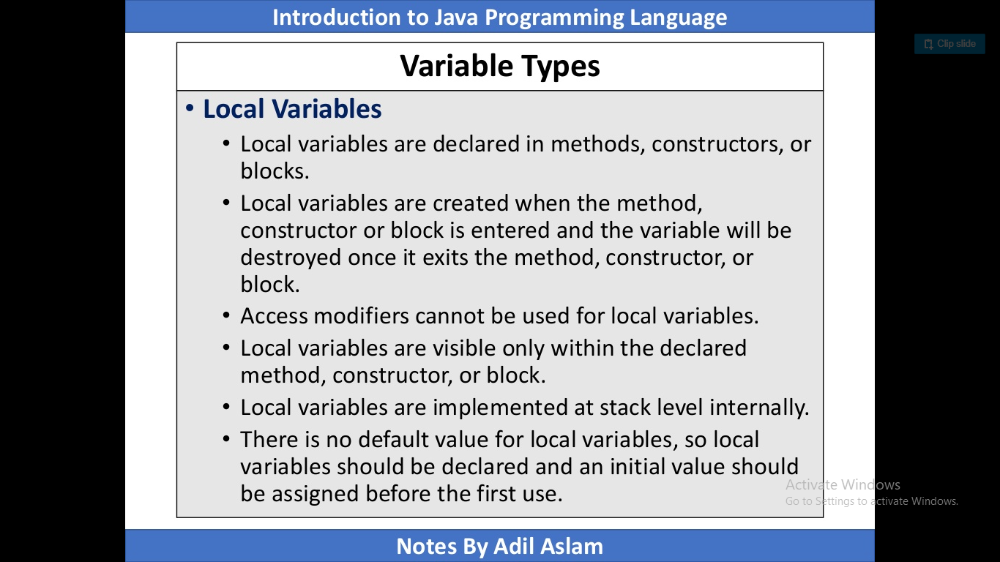 Introduction to Java Programming Language
Clip slide
Variable Types
• Local Variables
• Local variables are declared in methods, constructors, or
blocks.
• Local variables are created when the method,
constructor or block is entered and the variable will be
destroyed once it exits the method, constructor, or
block.
• Access modifiers cannot be used for local variables.
• Local variables are visible only within the declared
method, constructor, or block.
• Local variables are implemented at stack level internally.
• There is no default value for local variables, so local
variables should be declared and an initial value should
be assigned before the first use.
Activate Windows
Go to Settings to activate Windows.
Notes By Adil Aslam